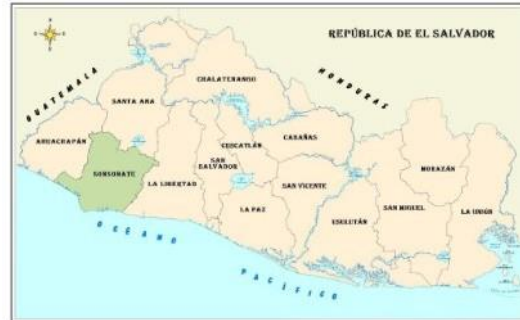 REPÚBLICA DE EL SALVADOR
GUATEMALA
HONDURAS
CHALATENANGO
SANTA ANA
AHUACHAPÁN
SONSONATE
LA LIBERTAD
SAN
SALVADOR
CUSCATLÁN
CABAÑAS
SAN VICENTE
LA PAZ
USULUTÁN
SAN MIGUEL
MORAZÁN
LA UNIÓN
OCÉANO
PACÍFICO